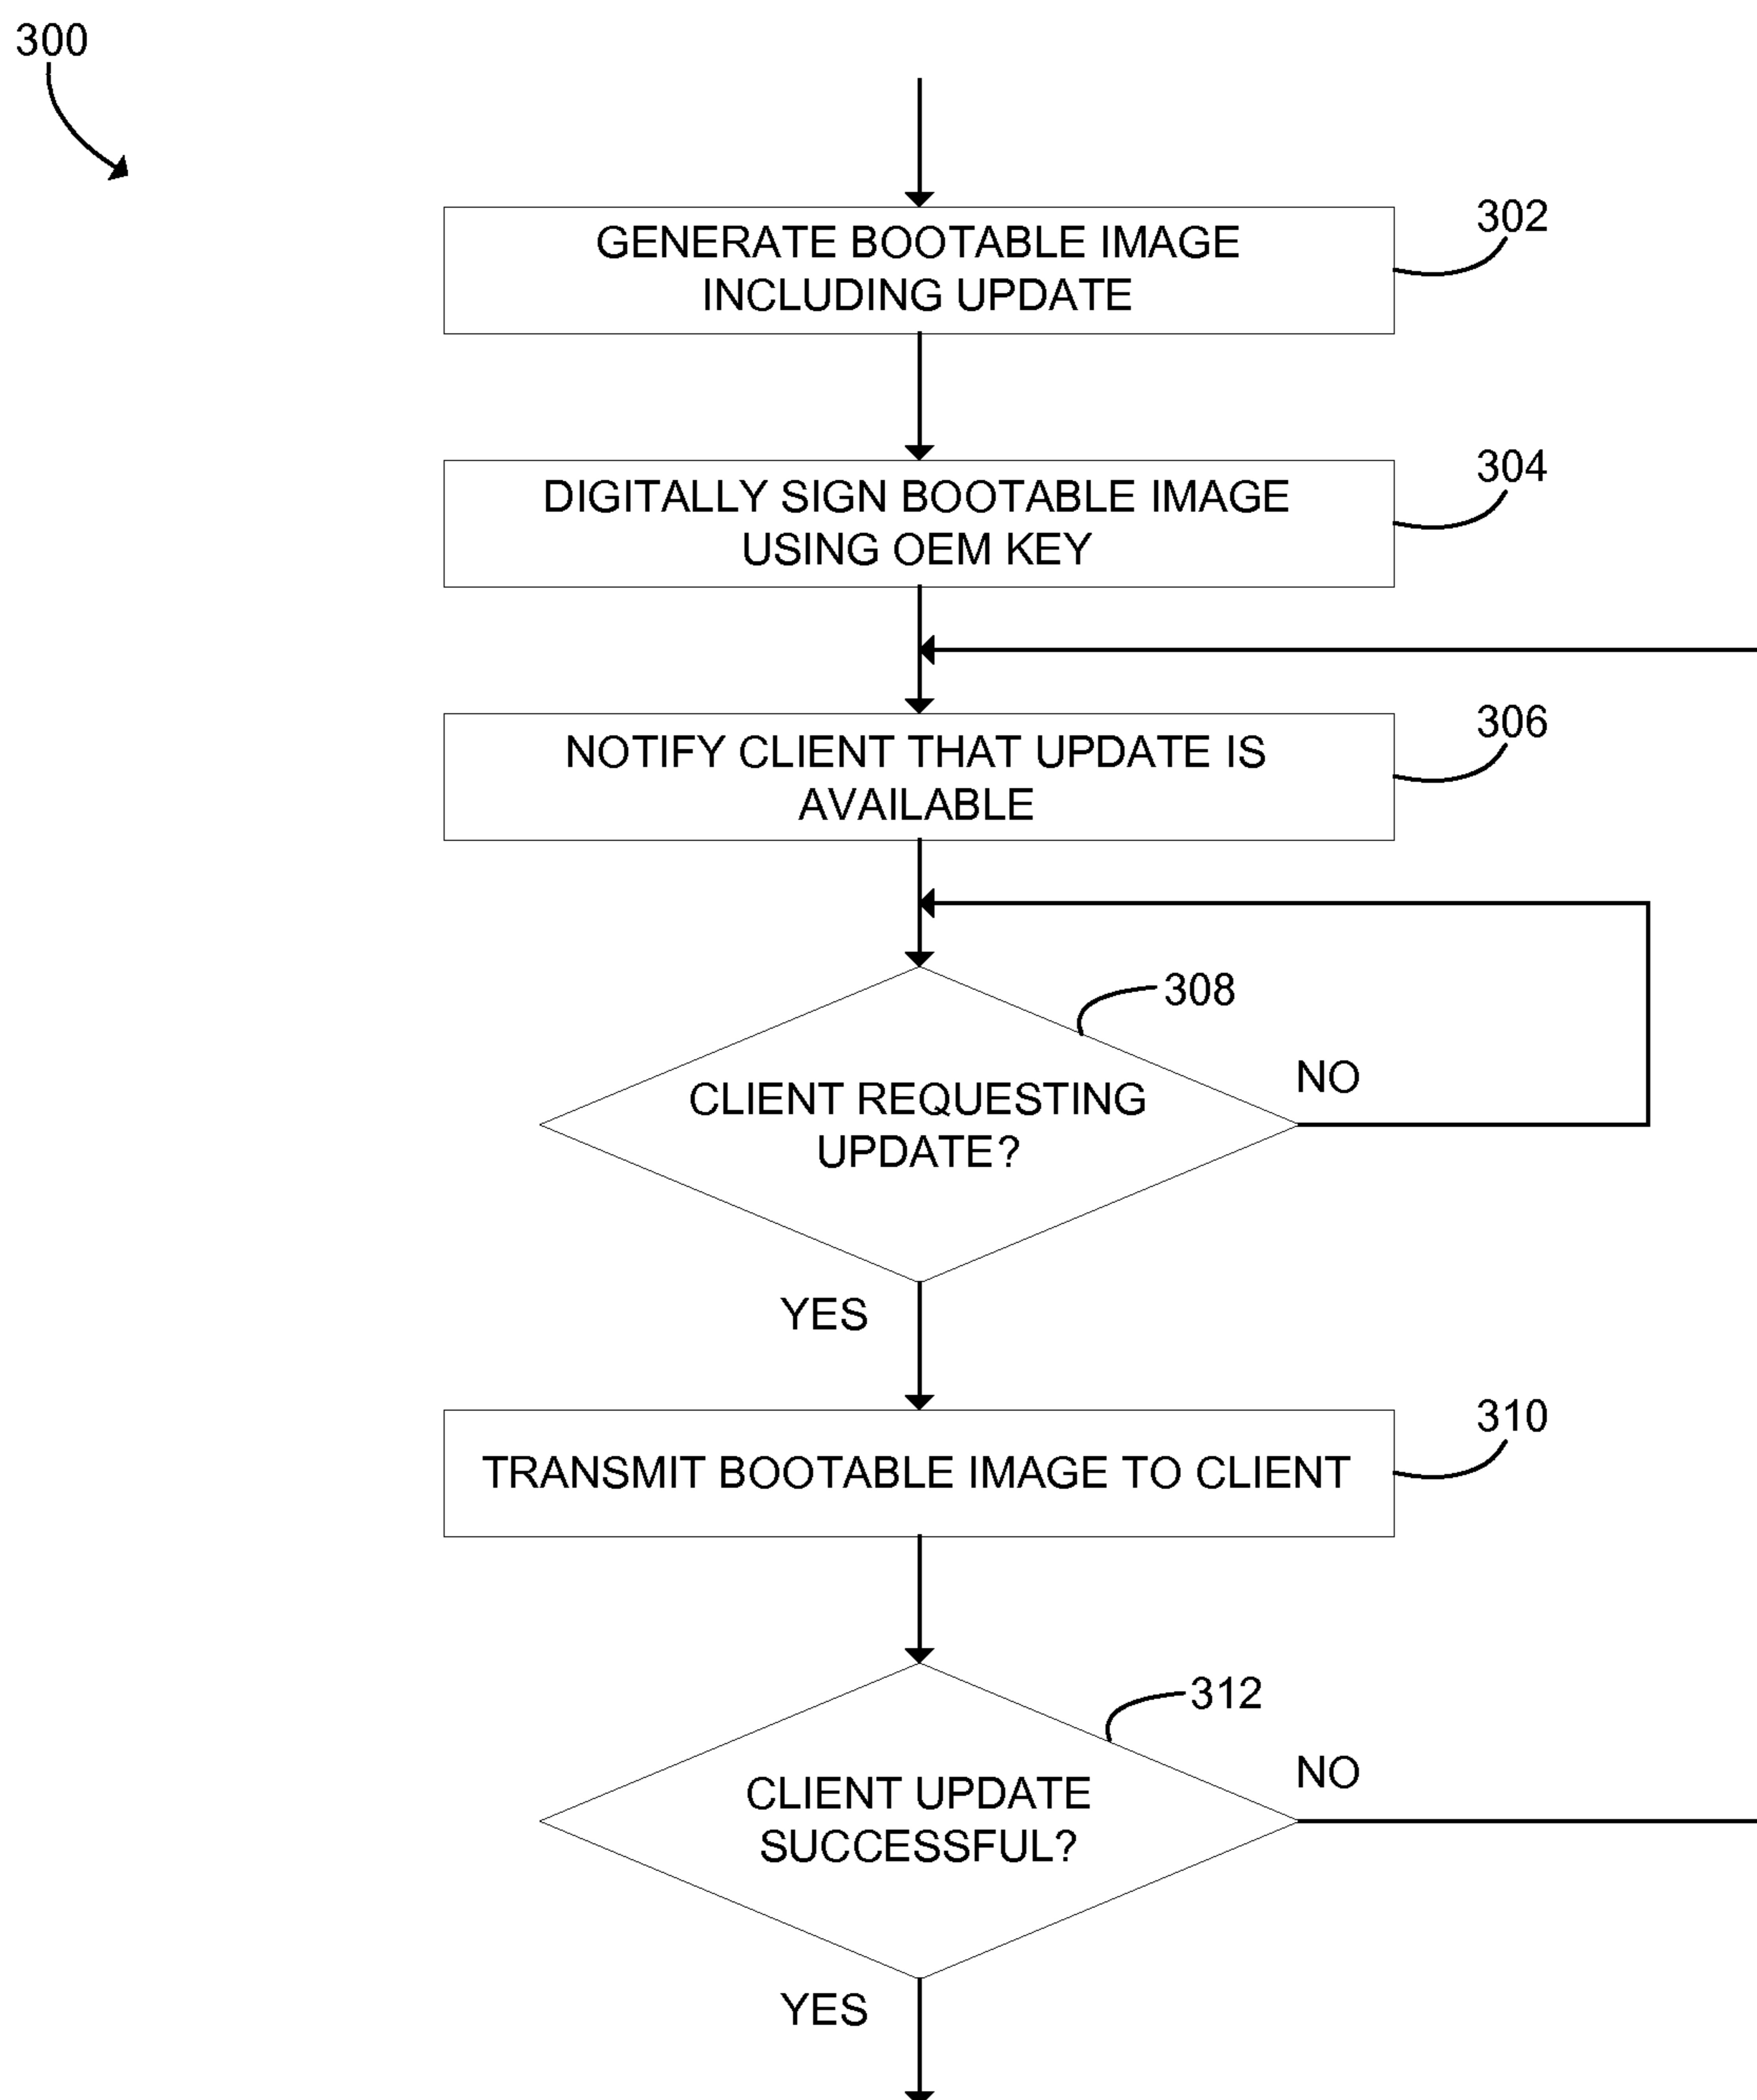 300
GENERATE BOOTABLE IMAGE
INCLUDING UPDATE
302
DIGITALLY SIGN BOOTABLE IMAGE
USING OEM KEY
304
NOTIFY CLIENT THAT UPDATE IS
AVAILABLE
306
308
CLIENT REQUESTING
UPDATE?
NO
YES
TRANSMIT BOOTABLE IMAGE TO CLIENT
310
312
CLIENT UPDATE
SUCCESSFUL?
NO
YES